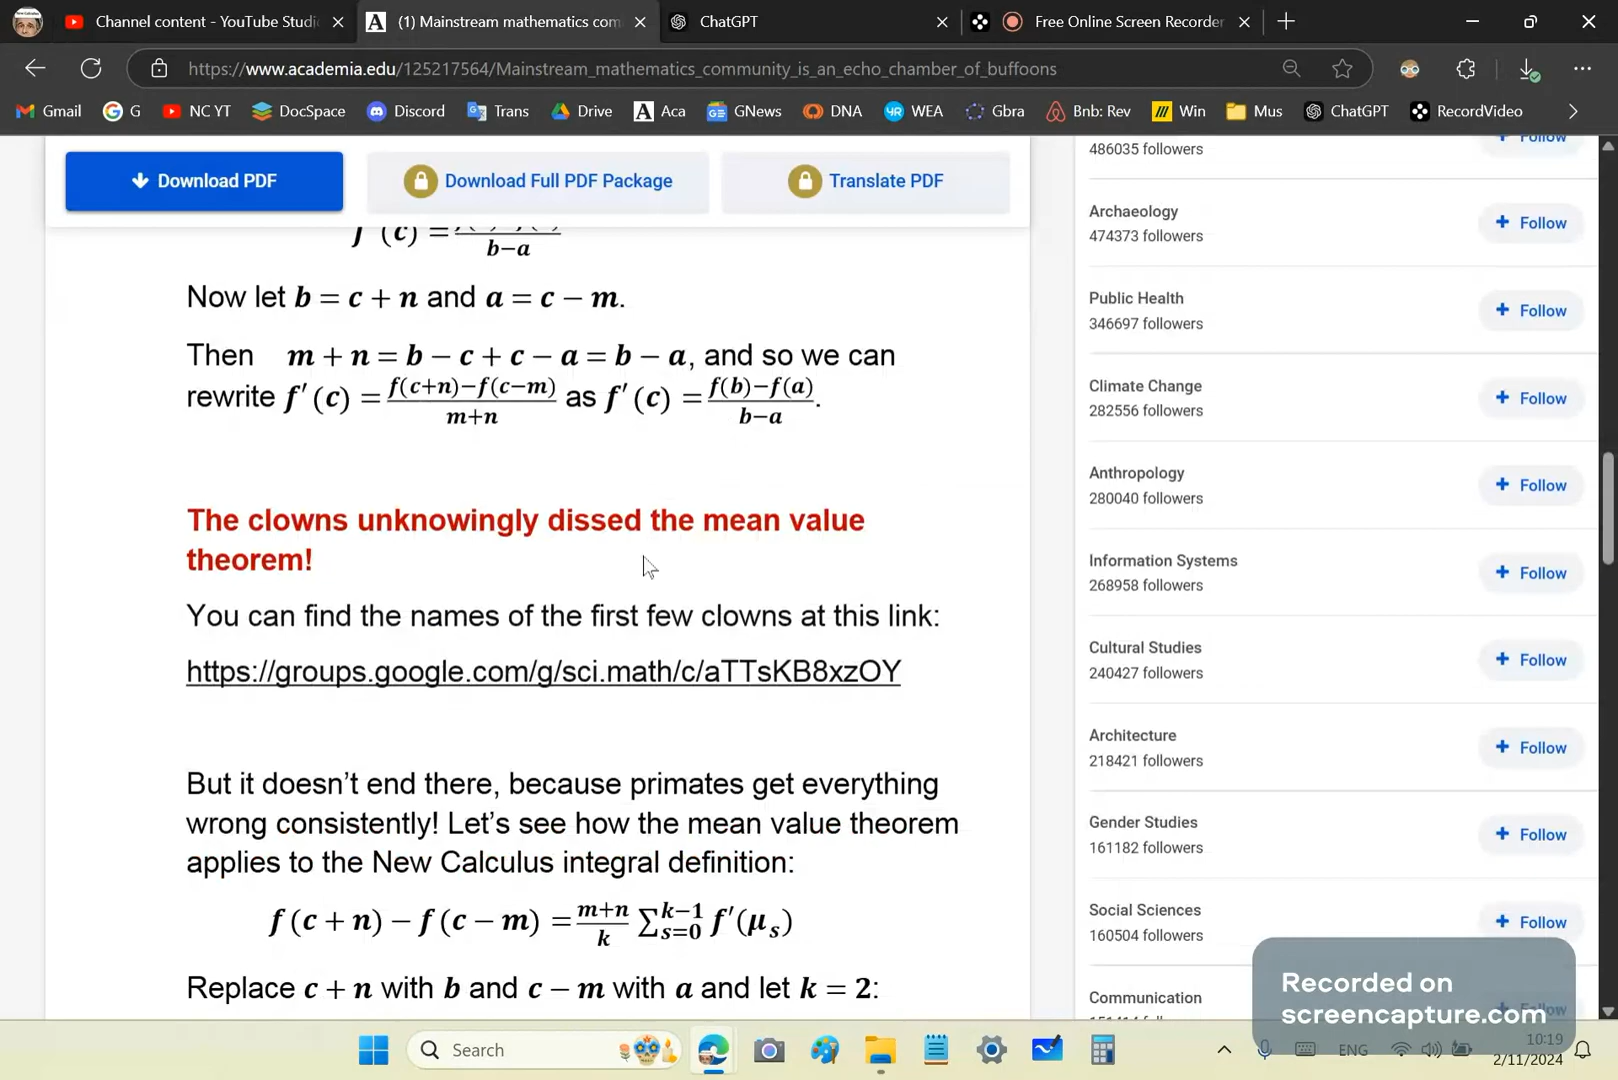 Channel content - YouTube Studi
(1) Mainstream mathematics com
ChatGPT
Free Online Screen Recorder
https://www.academia.edu/125217564/Mainstream_mathematics_community_is_an_echo_chamber_of_buffoons
Gmail G NC YT DocSpace Discord Trans Drive Aca GNews DNA WEA Gbra Bnb: Rev Win Mus ChatGPT RecordVideo
Download PDF
Download Full PDF Package
Translate PDF
b−a
Now let b = c + n and a = c − m.
Then m + n = b − c + c − a = b − a, and so we can
rewrite f′(c) = f(c+n)−f(c−m) / m+n as f′(c) = f(b)−f(a) / b−a.
The clowns unknowingly dissed the mean value
theorem!
You can find the names of the first few clowns at this link:
https://groups.google.com/g/sci.math/c/aTTsKB8xzOY
But it doesn’t end there, because primates get everything
wrong consistently! Let’s see how the mean value theorem
applies to the New Calculus integral definition:
f(c + n) − f(c − m) = m+n / k ∑ k−1 s=0 f′(μs)
Replace c + n with b and c − m with a and let k = 2:
Follow
486035 followers
Archaeology
474373 followers
Follow
Public Health
346697 followers
Follow
Climate Change
282556 followers
Follow
Anthropology
280040 followers
Follow
Information Systems
268958 followers
Follow
Cultural Studies
240427 followers
Follow
Architecture
218421 followers
Follow
Gender Studies
161182 followers
Follow
Social Sciences
160504 followers
Follow
Communication
Recorded on
screencapture.com
Search
ENG
10:19
2/11/2024